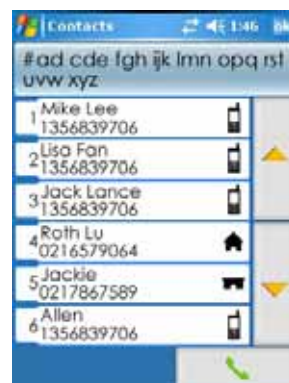 Contacts 1:46 ok
#ad cde fgh ijk lmn opq rst
uvw xyz
1 Mike Lee
1356839706
2 Lisa Fan
1356839706
3 Jack Lance
1356839706
4 Roth Lu
0216579064
5 Jackie
0217867589
6 Allen
1356839706